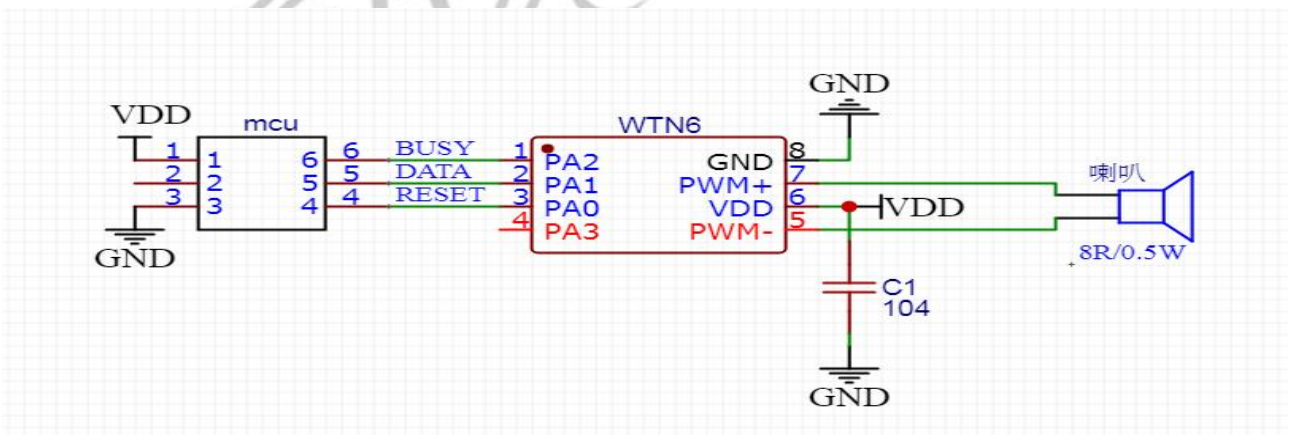 VDD
mcu
1 1
2 2
3 3
GND
6 6
5 5
4 4
BUSY
DATA
RESET
WTN6
1 PA2
2 PA1
3 PA0
4 PA3
GND 8
PWM+ 7
VDD 6
PWM- 5
GND
VDD
C1
104
GND
喇叭
8R/0.5W